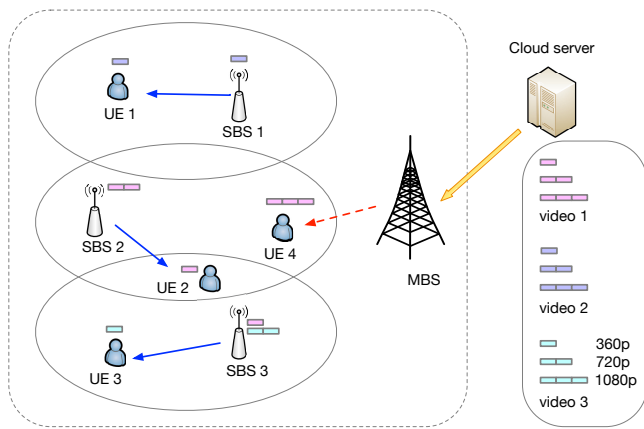 Cloud server
UE 1
SBS 1
SBS 2
UE 4
UE 2
MBS
UE 3
SBS 3
video 1
video 2
360p
720p
1080p
video 3